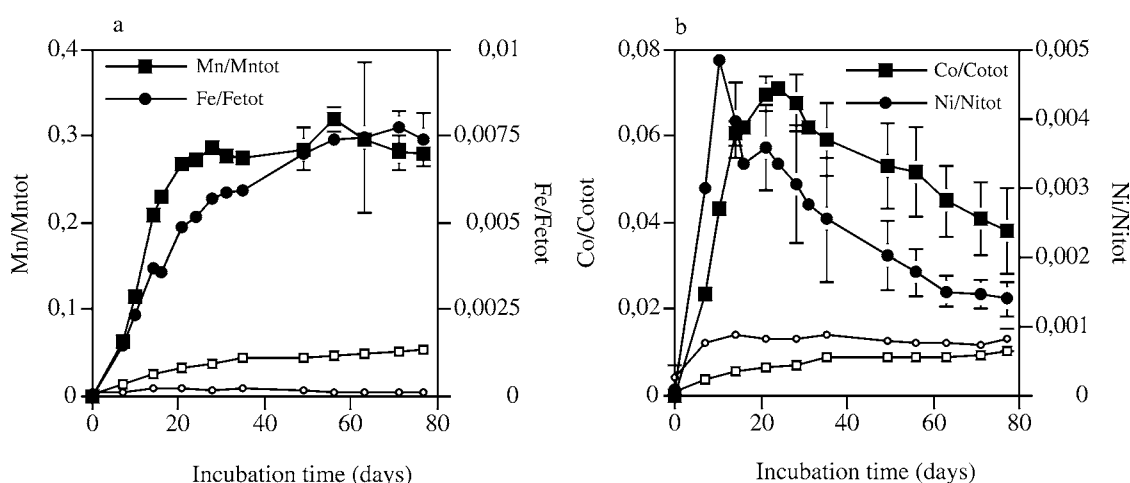 a
0,4
0,3
0,2
0,1
0
Mn/Mntot
Mn/Mntot
Fe/Fetot
0,01
0,0075
0,005
0,0025
0
Fe/Fetot
0 20 40 60 80
Incubation time (days)
b
0,08
0,06
0,04
0,02
0
Co/Cotot
Co/Cotot
Ni/Nitot
0,005
0,004
0,003
0,002
0,001
0
Ni/Nitot
0 20 40 60 80
Incubation time (days)